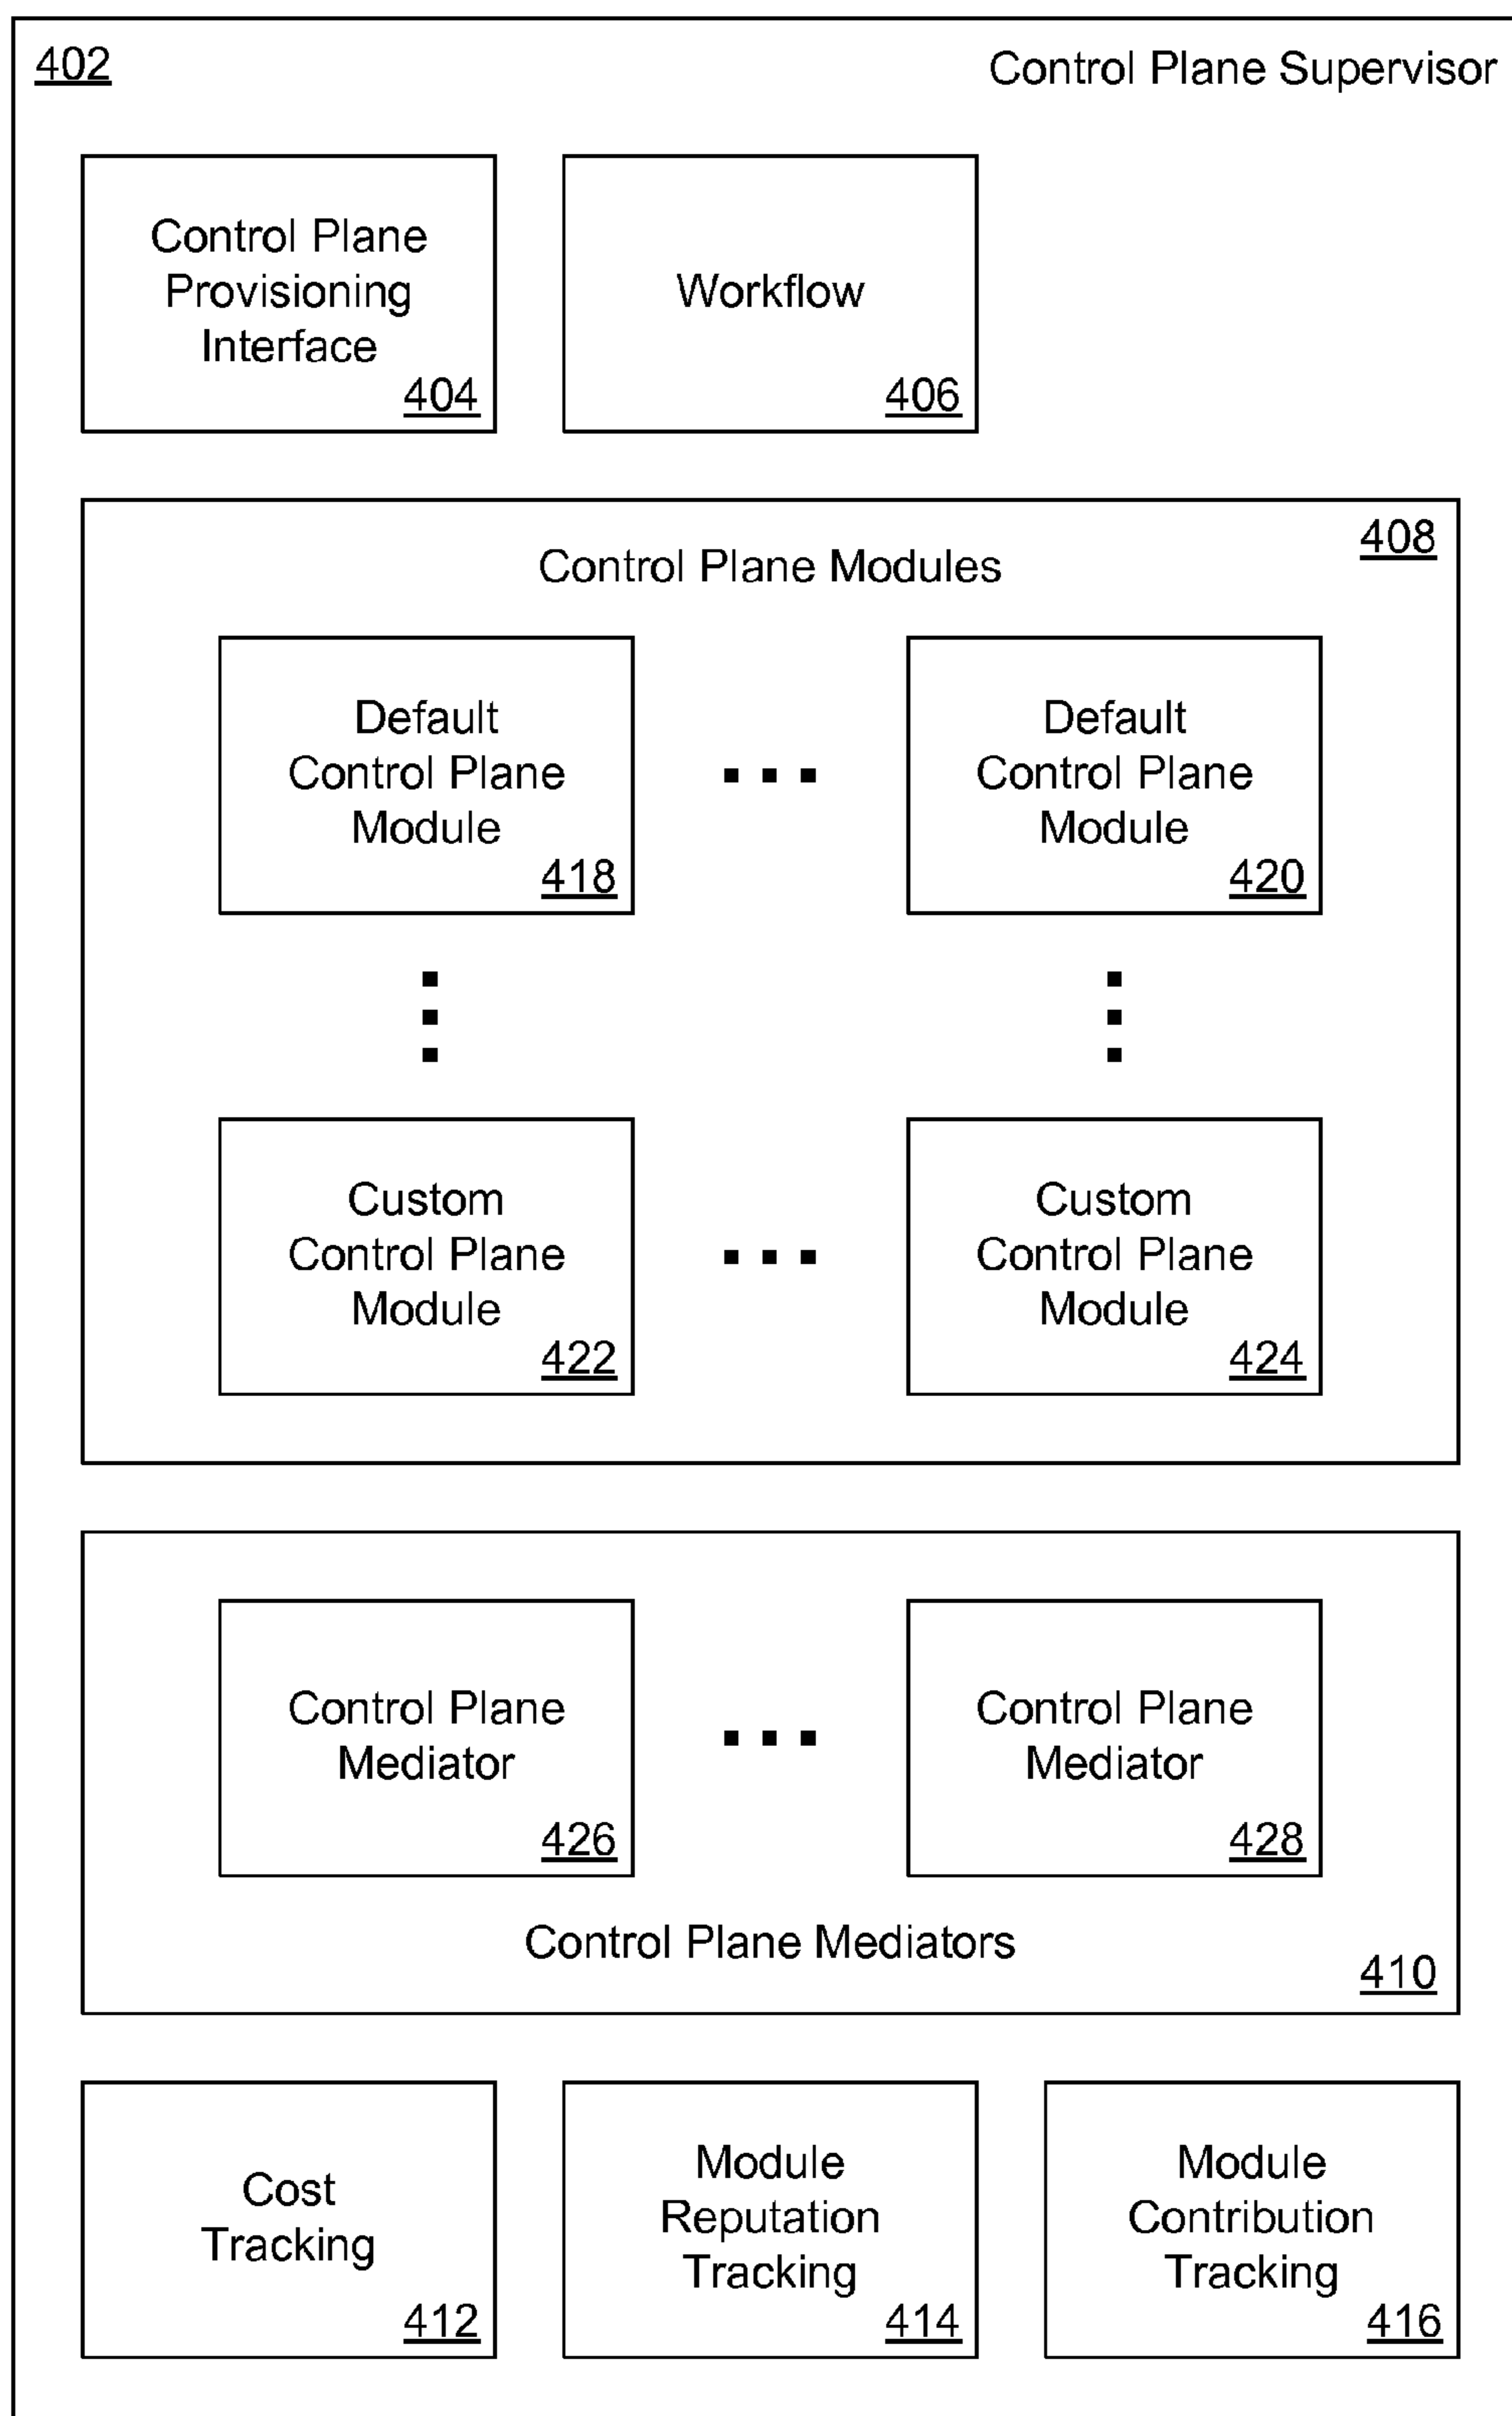 402
Control Plane Supervisor
Control Plane
Provisioning
Interface
404
Workflow
406
408
Control Plane Modules
Default
Control Plane
Module
418
Default
Control Plane
Module
420
Custom
Control Plane
Module
422
Custom
Control Plane
Module
424
Control Plane
Mediator
426
Control Plane
Mediator
428
Control Plane Mediators
410
Cost
Tracking
412
Module
Reputation
Tracking
414
Module
Contribution
Tracking
416